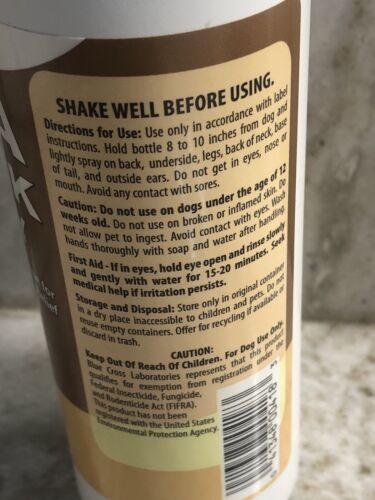 A
K
for
ief
SHAKE WELL BEFORE USING.
Directions for Use: Use only in accordance with label
instructions. Hold bottle 8 to 10 inches from dog and
lightly spray on back, underside, legs, back of neck, base
of tail, and outside ears. Do not get in eyes, nose or
mouth. Avoid any contact with sores.
Caution: Do not use on dogs under the age of 12
weeks old. Do not use on broken or inflamed skin. Do
not allow pet to ingest. Avoid contact with eyes. Wash
hands thoroughly with soap and water after handling.
First Aid - If in eyes, hold eye open and rinse slowly
and gently with water for 15-20 minutes. Seek
medical help if irritation persists.
Storage and Disposal: Store only in original container
in a dry place inaccessible to children and pets. Do not
reuse empty containers. Offer for recycling if available or
discard in trash.
CAUTION:
Keep Out Of Reach Of Children. For Dog Use Only.
Blue Cross Laboratories represents that this product
qualifies for exemption from registration under the
Federal Insecticide, Fungicide,
and Rodenticide Act (FIFRA).
This product has not been
registered with the United States
Environmental Protection Agency.